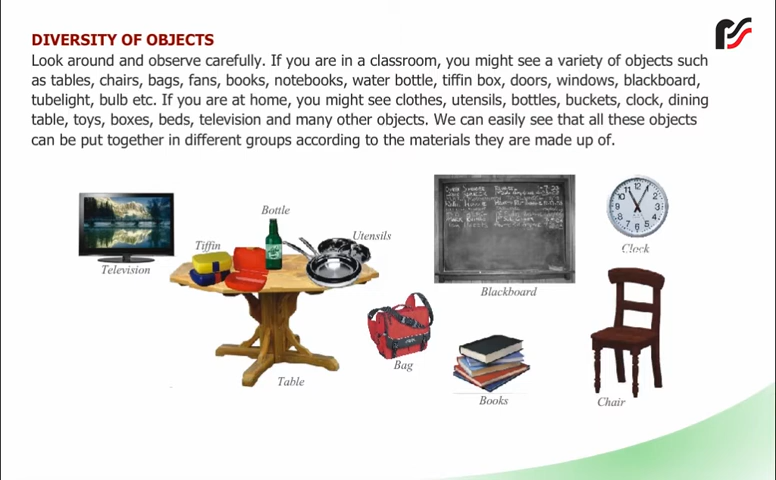 DIVERSITY OF OBJECTS
Look around and observe carefully. If you are in a classroom, you might see a variety of objects such
as tables, chairs, bags, fans, books, notebooks, water bottle, tiffin box, doors, windows, blackboard,
tubelight, bulb etc. If you are at home, you might see clothes, utensils, bottles, buckets, clock, dining
table, toys, boxes, beds, television and many other objects. We can easily see that all these objects
can be put together in different groups according to the materials they are made up of.
Bottle
Utensils
Tiffin
Television
Clock
Blackboard
Bag
Table
Books
Chair